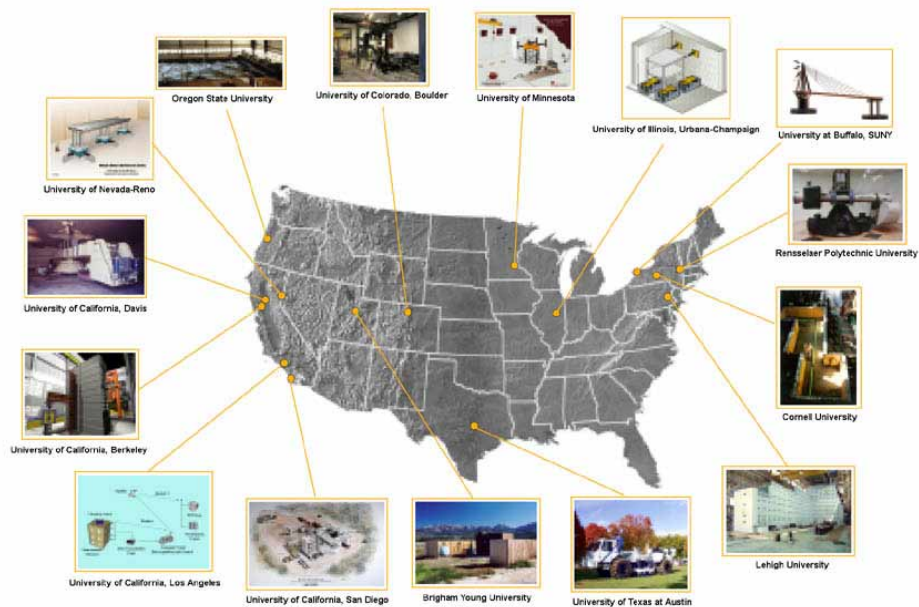 Oregon State University
University of Colorado, Boulder
University of Minnesota
University of Illinois, Urbana-Champaign
University at Buffalo, SUNY
University of Nevada-Reno
Rensselaer Polytechnic University
University of California, Davis
Cornell University
University of California, Berkeley
Lehigh University
University of California, Los Angeles
University of California, San Diego
Brigham Young University
University of Texas at Austin